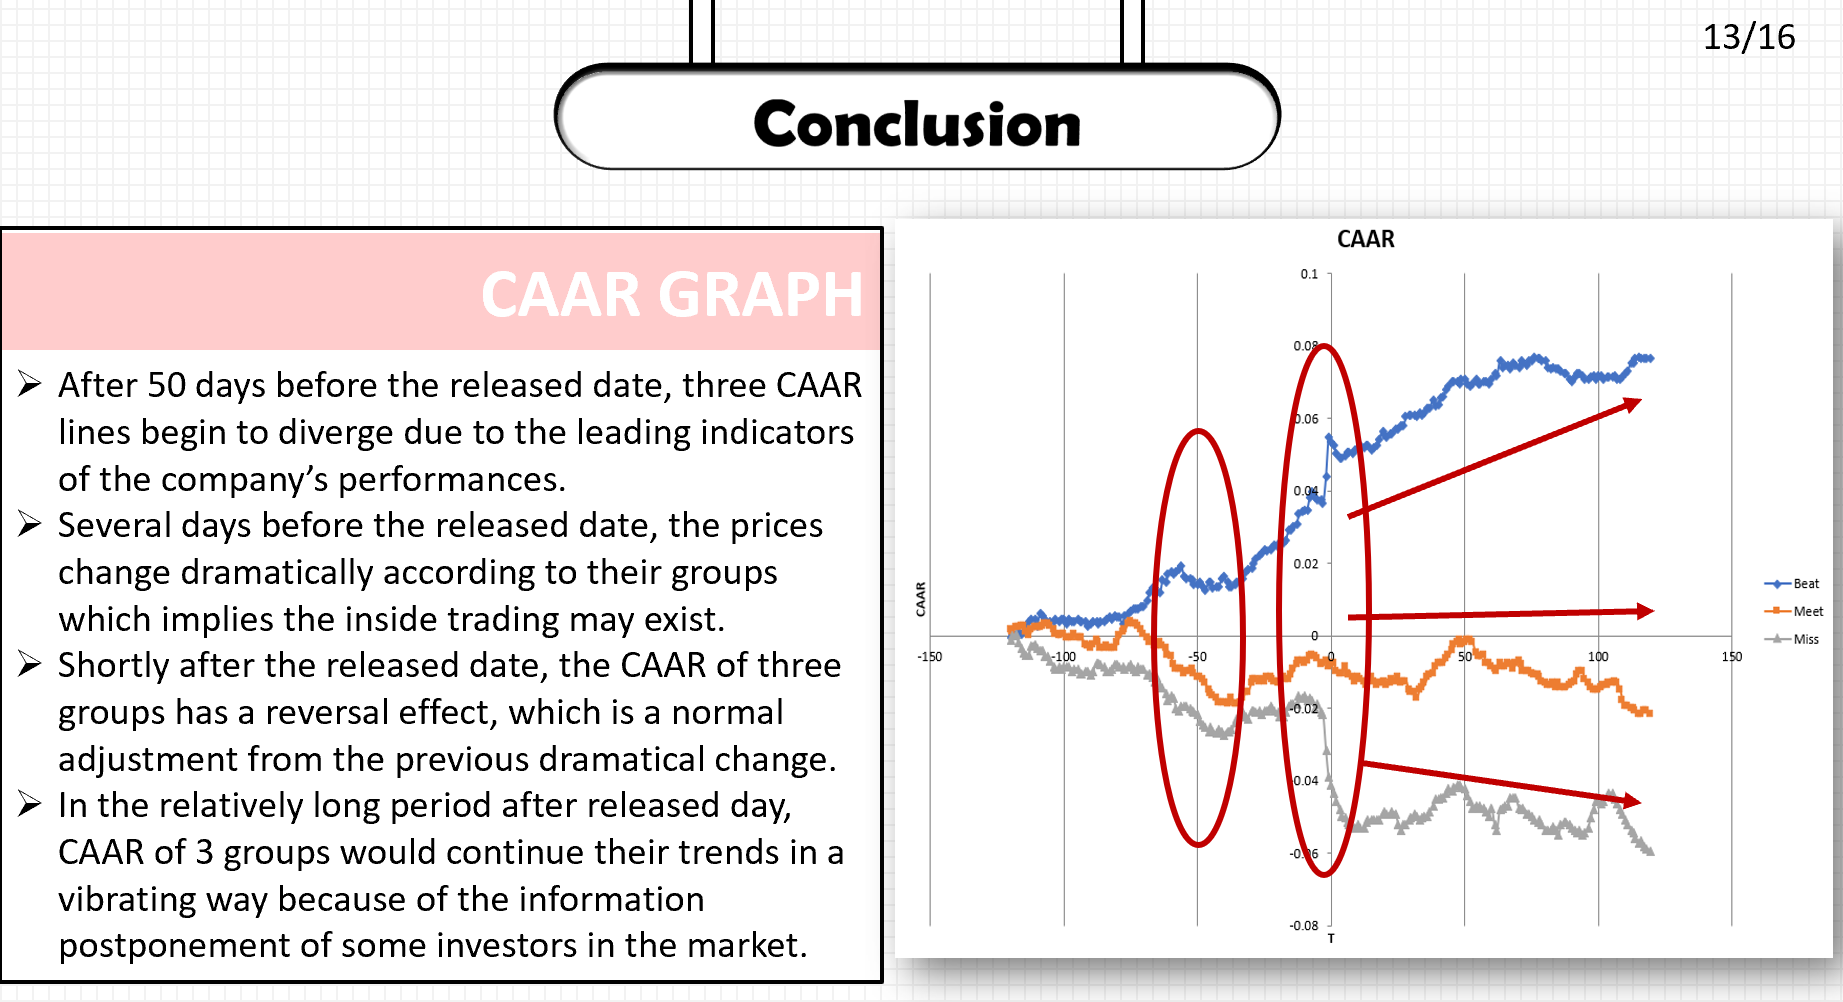 13/16
Conclusion
CAAR GRAPH
➢ After 50 days before the released date, three CAAR
lines begin to diverge due to the leading indicators
of the company’s performances.
➢ Several days before the released date, the prices
change dramatically according to their groups
which implies the inside trading may exist.
➢ Shortly after the released date, the CAAR of three
groups has a reversal effect, which is a normal
adjustment from the previous dramatical change.
➢ In the relatively long period after released day,
CAAR of 3 groups would continue their trends in a
vibrating way because of the information
postponement of some investors in the market.
CAAR
0.1
0.08
0.06
0.04
0.02
0
-0.02
-0.04
-0.06
-0.08
CAAR
-150 -100 -50 0 50 100 150
T
Beat
Meet
Miss